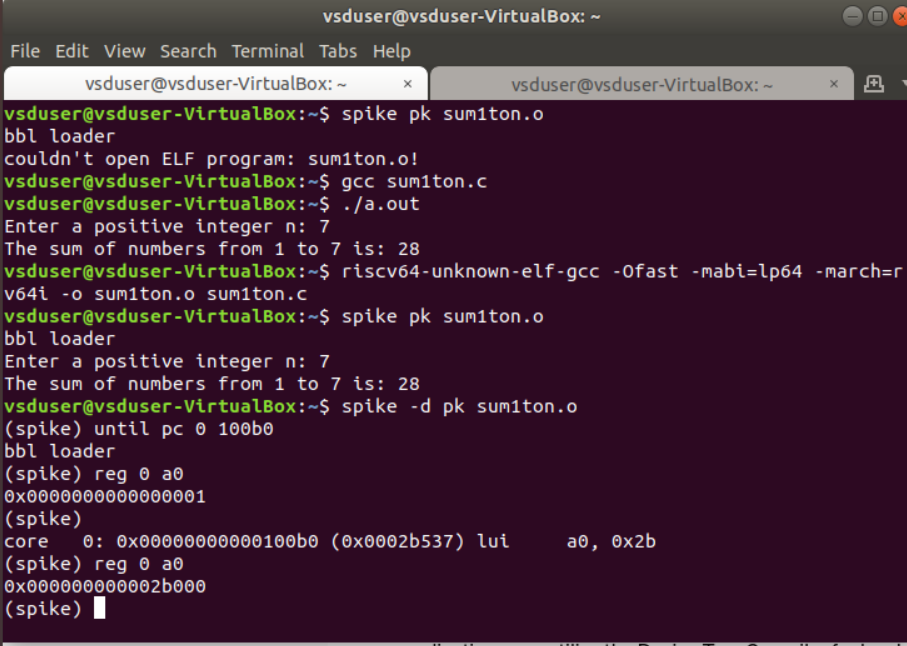 vsduser@vsduser-VirtualBox: ~
File Edit View Search Terminal Tabs Help
vsduser@vsduser-VirtualBox: ~ × vsduser@vsduser-VirtualBox: ~ ×
vsduser@vsduser-VirtualBox:~$ spike pk sum1ton.o
bbl loader
couldn't open ELF program: sum1ton.o!
vsduser@vsduser-VirtualBox:~$ gcc sum1ton.c
vsduser@vsduser-VirtualBox:~$ ./a.out
Enter a positive integer n: 7
The sum of numbers from 1 to 7 is: 28
vsduser@vsduser-VirtualBox:~$ riscv64-unknown-elf-gcc -Ofast -mabi=lp64 -march=r
v64i -o sum1ton.o sum1ton.c
vsduser@vsduser-VirtualBox:~$ spike pk sum1ton.o
bbl loader
Enter a positive integer n: 7
The sum of numbers from 1 to 7 is: 28
vsduser@vsduser-VirtualBox:~$ spike -d pk sum1ton.o
(spike) until pc 0 100b0
bbl loader
(spike) reg 0 a0
0x0000000000000001
(spike)
core   0: 0x00000000000100b0 (0x0002b537) lui     a0, 0x2b
(spike) reg 0 a0
0x000000000002b000
(spike)